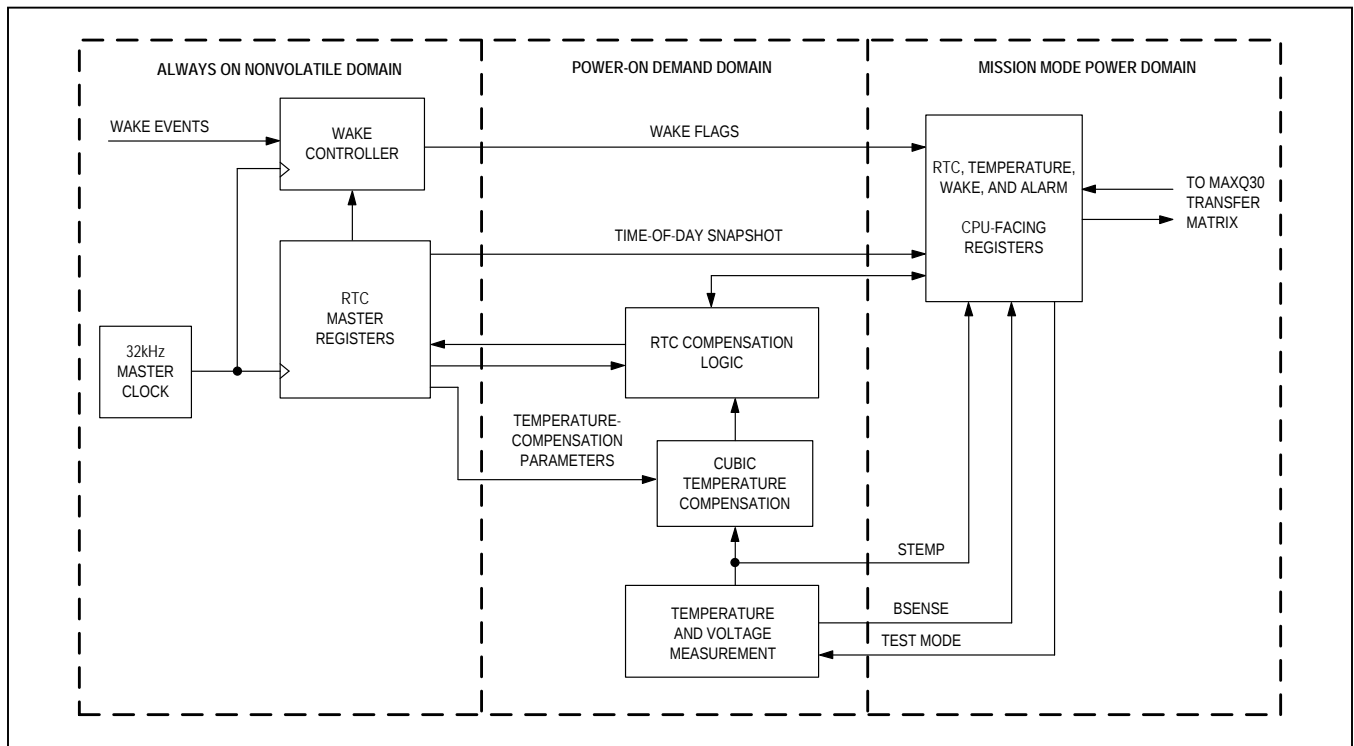 ALWAYS ON NONVOLATILE DOMAIN
POWER-ON DEMAND DOMAIN
MISSION MODE POWER DOMAIN
WAKE EVENTS
WAKE
CONTROLLER
WAKE FLAGS
RTC, TEMPERATURE,
WAKE, AND ALARM
CPU-FACING
REGISTERS
TO MAXQ30
TRANSFER
MATRIX
TIME-OF-DAY SNAPSHOT
RTC
MASTER
REGISTERS
32kHz
MASTER
CLOCK
RTC COMPENSATION
LOGIC
TEMPERATURE-
COMPENSATION
PARAMETERS
CUBIC
TEMPERATURE
COMPENSATION
STEMP
TEMPERATURE
AND VOLTAGE
MEASUREMENT
BSENSE
TEST MODE